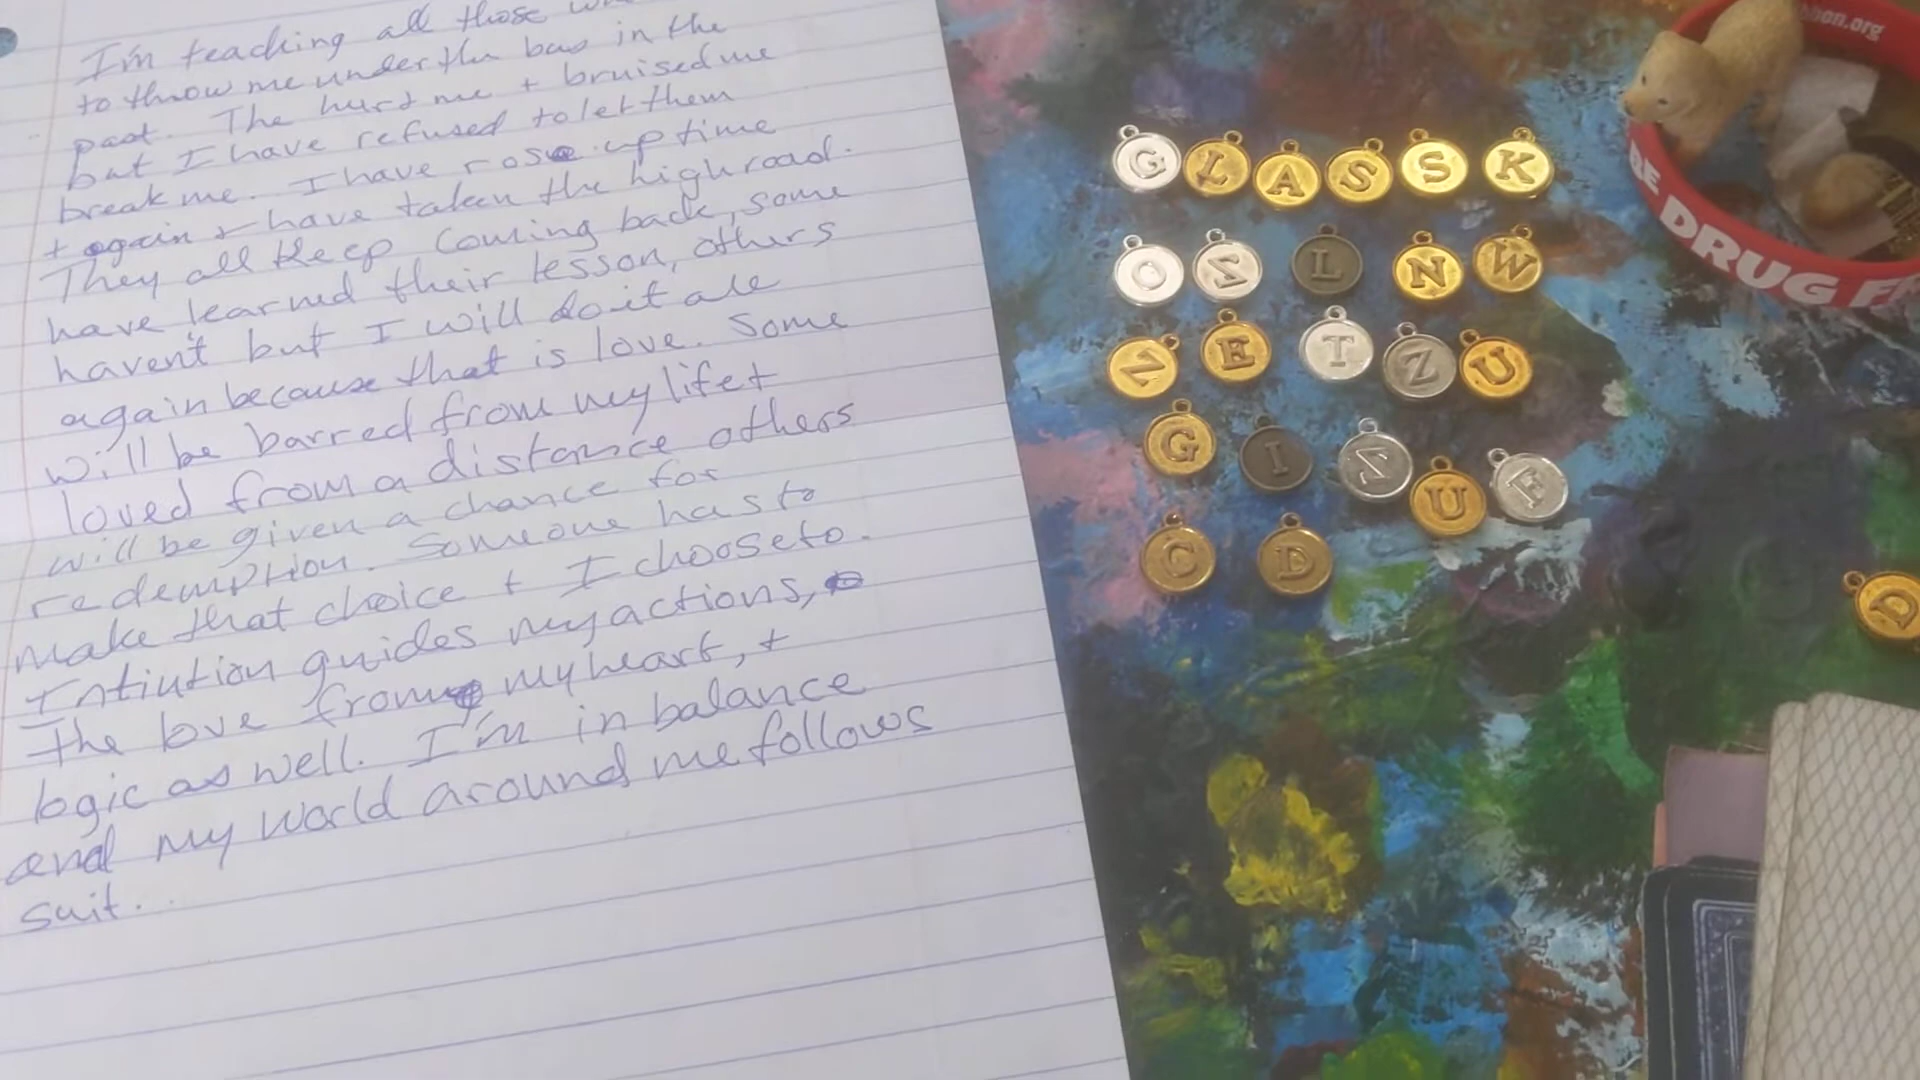 I'm teaching all those
to throw me under the bus in the
past. The hurt me + bruised me
but I have refused to let them
break me. I have rose up time
+ again + have taken the high road.
They all keep coming back, some
have learned their lesson, others
haven't but I will do it all
again because that is love. Some
will be barred from my life +
loved from a distance others
will be given a chance for
redemption. Someone has to
make that choice + I choose to.
Intiution guides my actions,
the love from my heart, +
logic as well. I'm in balance
and my world around me follows
suit..
G L A S S K
O Z L N W
N E T Z U
G I Z U E
C D
D
bbon.org
BE DRUG F